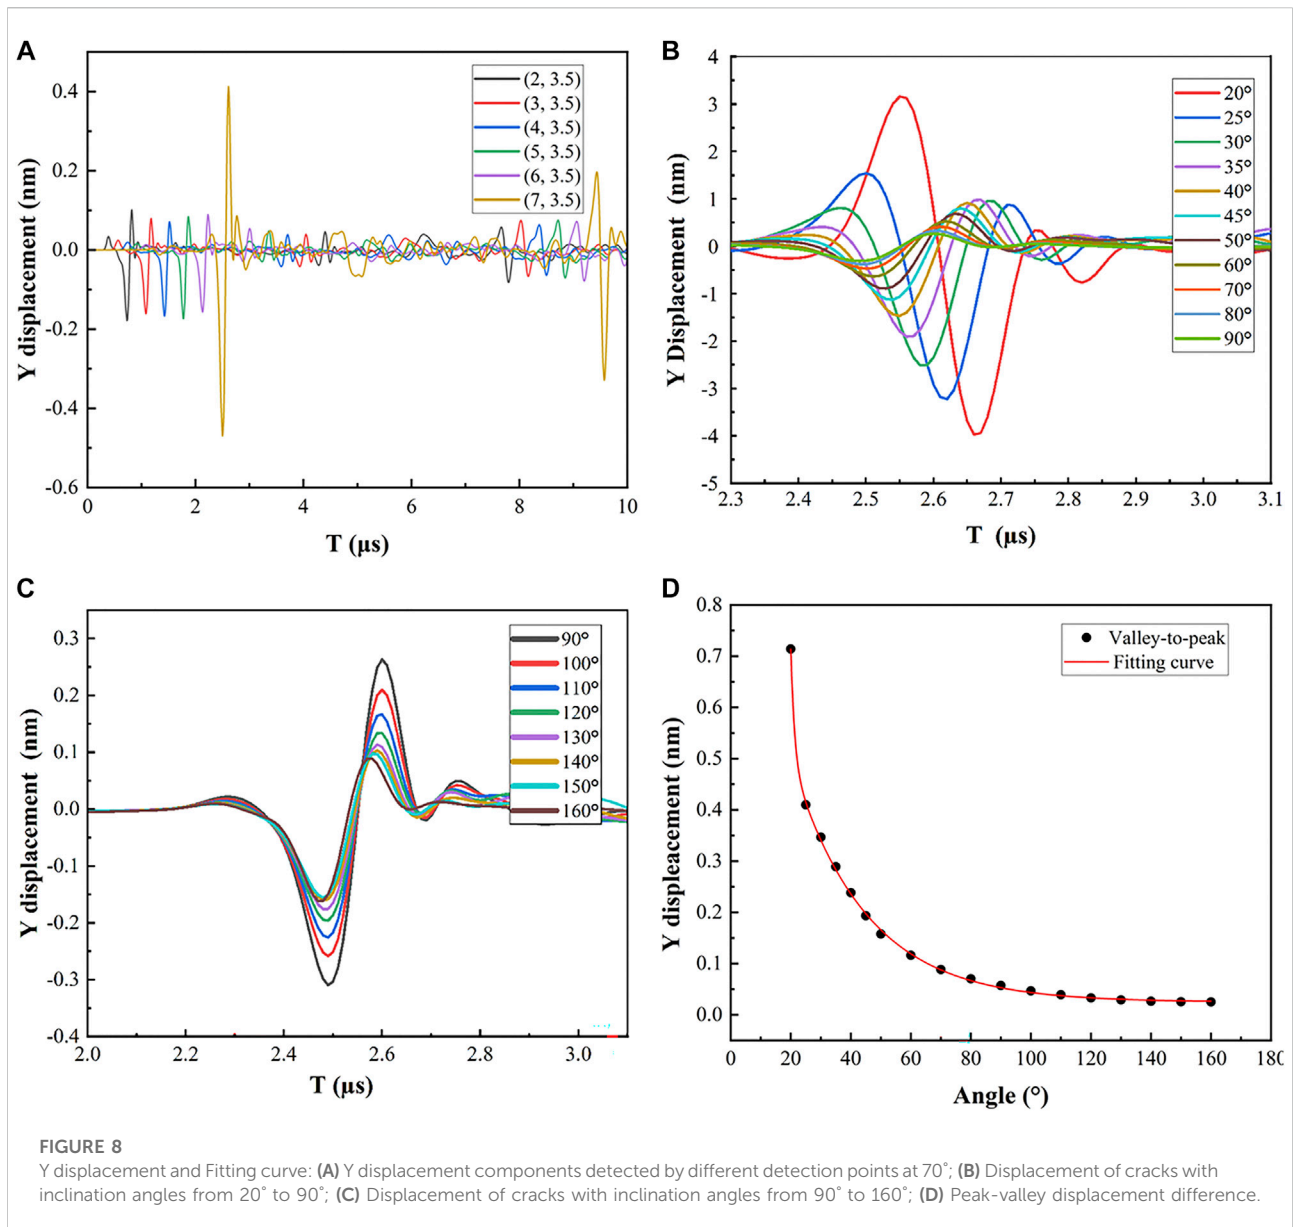 A
Y displacement (nm)
0.4
0.2
0.0
-0.2
-0.4
-0.6
0 2 4 6 8 10
T (μs)
(2, 3.5)
(3, 3.5)
(4, 3.5)
(5, 3.5)
(6, 3.5)
(7, 3.5)
B
Y Displacement (nm)
4
3
2
1
0
-1
-2
-3
-4
-5
2.3 2.4 2.5 2.6 2.7 2.8 2.9 3.0 3.1
T (μs)
20°
25°
30°
35°
40°
45°
50°
60°
70°
80°
90°
C
Y displacement (nm)
0.3
0.2
0.1
0.0
-0.1
-0.2
-0.3
-0.4
2.0 2.2 2.4 2.6 2.8 3.0
T (μs)
90°
100°
110°
120°
130°
140°
150°
160°
D
Y displeacement (nm)
0.8
0.7
0.6
0.5
0.4
0.3
0.2
0.1
0.0
0 20 40 60 80 100 120 140 160 180
Angle (°)
Valley-to-peak
Fitting curve
FIGURE 8
Y displacement and Fitting curve: (A) Y displacement components detected by different detection points at 70°; (B) Displacement of cracks with
inclination angles from 20° to 90°; (C) Displacement of cracks with inclination angles from 90° to 160°; (D) Peak-valley displacement difference.